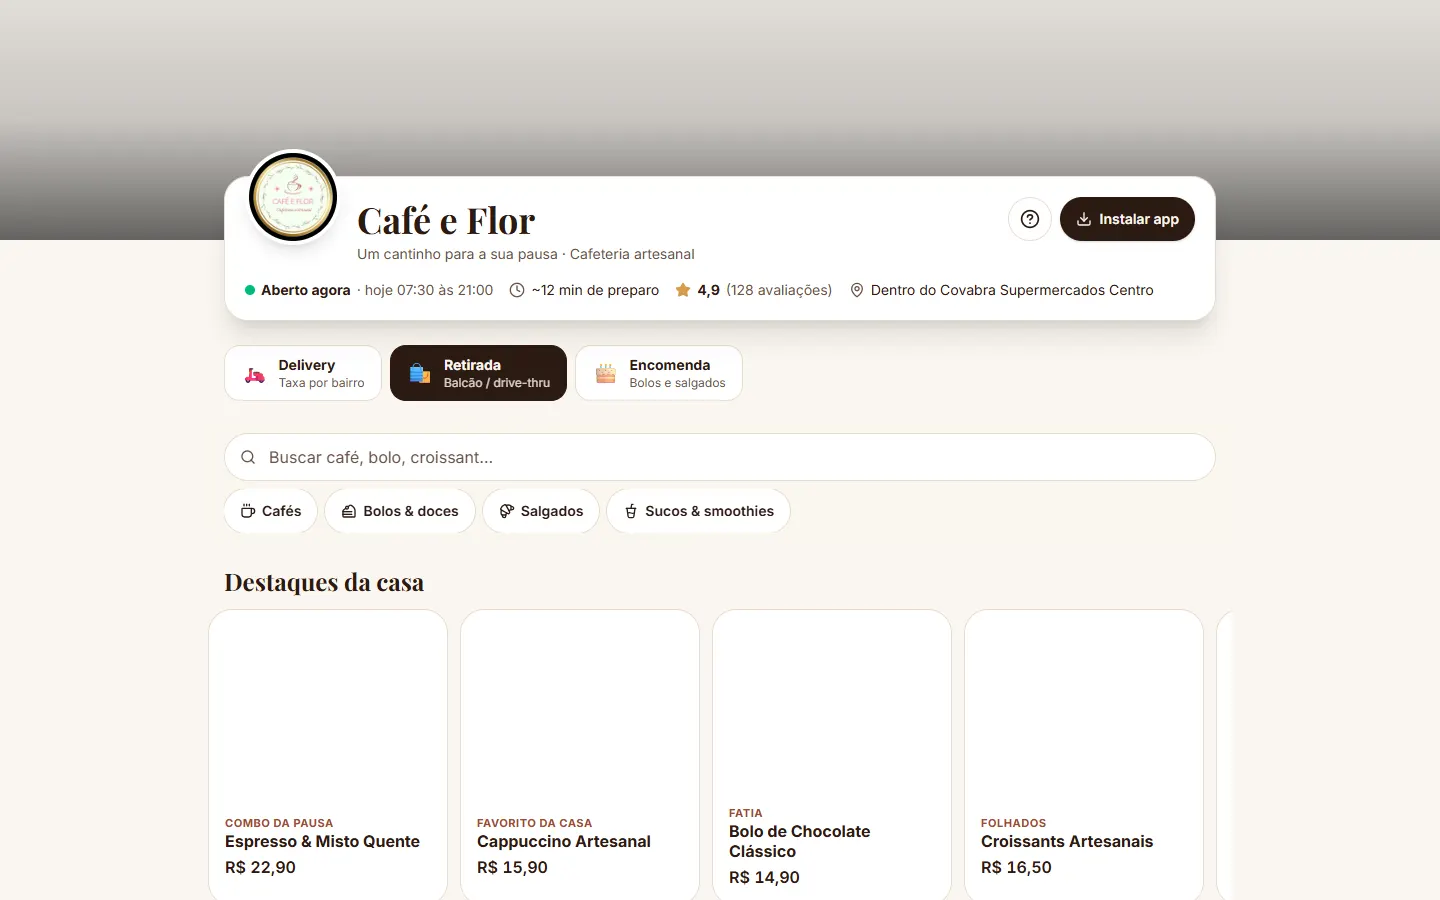 CAFÉ E FLOR
Café e Flor
Um cantinho para a sua pausa · Cafeteria artesanal
Instalar app
Aberto agora · hoje 07:30 às 21:00
~12 min de preparo
4,9 (128 avaliações)
Dentro do Covabra Supermercados Centro
Delivery
Taxa por bairro
Retirada
Balcão / drive-thru
Encomenda
Bolos e salgados
Buscar café, bolo, croissant...
Cafés
Bolos & doces
Salgados
Sucos & smoothies
Destaques da casa
COMBO DA PAUSA
Espresso & Misto Quente
R$ 22,90
FAVORITO DA CASA
Cappuccino Artesanal
R$ 15,90
FATIA
Bolo de Chocolate
Clássico
R$ 14,90
FOLHADOS
Croissants Artesanais
R$ 16,50